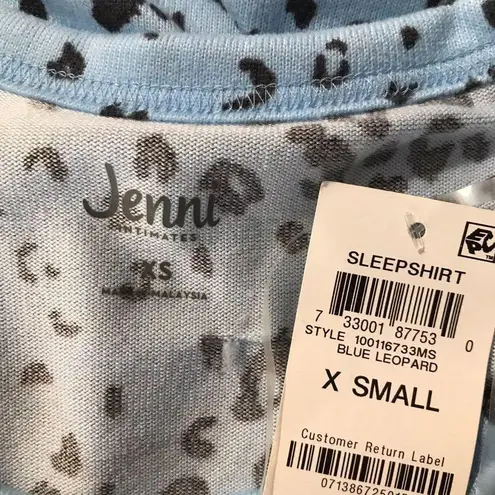 Jenni
INTIMATES
XS
MADE IN MALAYSIA
EPC™
SLEEPSHIRT
7 33001 87753 0
STYLE 100116733MS
BLUE LEOPARD
X SMALL
Customer Return Label